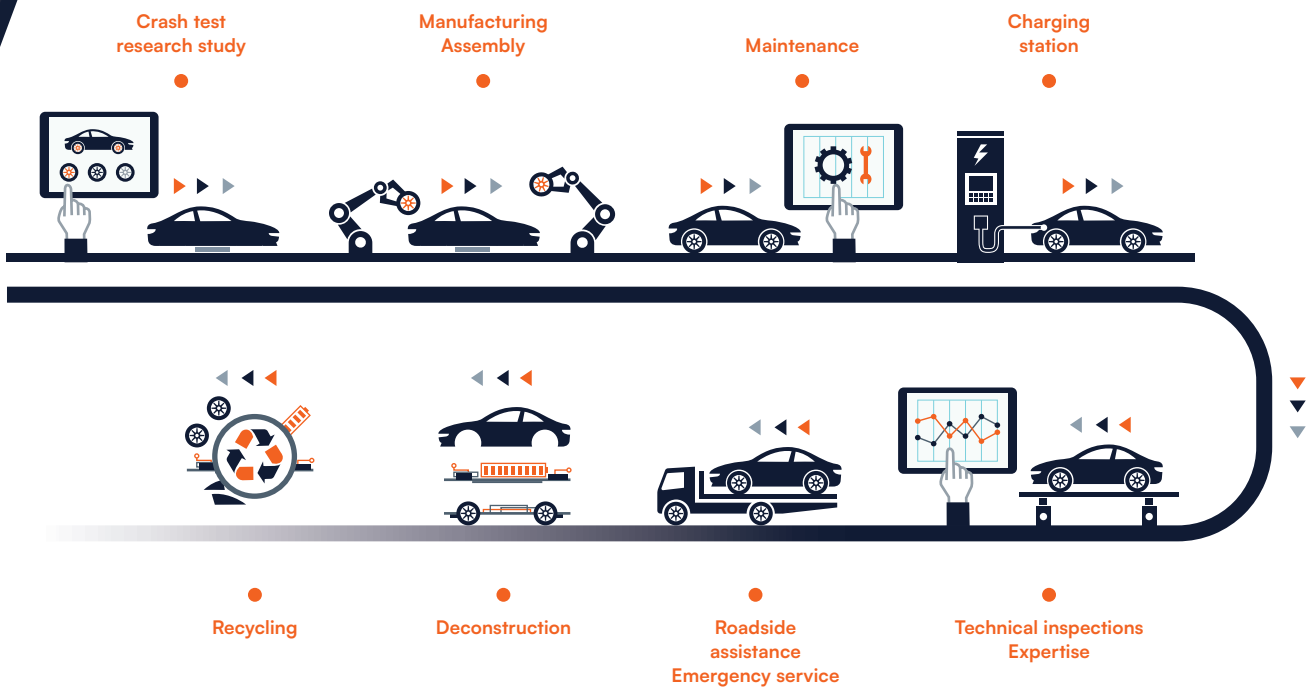 Crash test
research study
Manufacturing
Assembly
Maintenance
Charging
station
Recycling
Deconstruction
Roadside
assistance
Emergency service
Technical inspections
Expertise